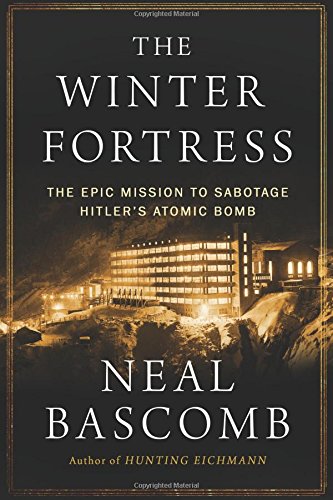 THE
WINTER
FORTRESS
THE EPIC MISSION TO SABOTAGE
HITLER'S ATOMIC BOMB
NEAL
BASCOMB
Author of HUNTING EICHMANN